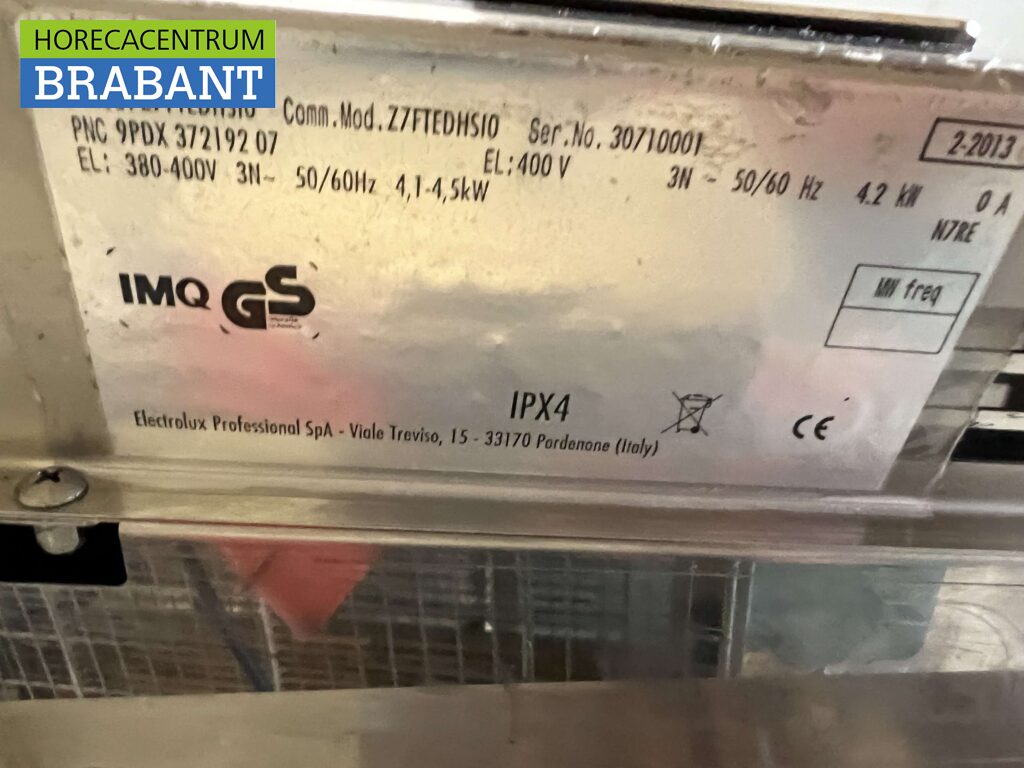 HORECACENTRUM
BRABANT
Comm.Mod. Z7FTEDHSI0 Ser.No. 30710001
2-2013
PNC 9PDX 372192 07
EL: 380-400V 3N~ 50/60Hz 4,1-4,5kW
EL:400 V 3N ~ 50/60 Hz 4.2 kW 0 A
N7RE
IMQ GS
MW freq
IPX4
CE
Electrolux Professional SpA - Viale Treviso, 15 - 33170 Pordenone (Italy)